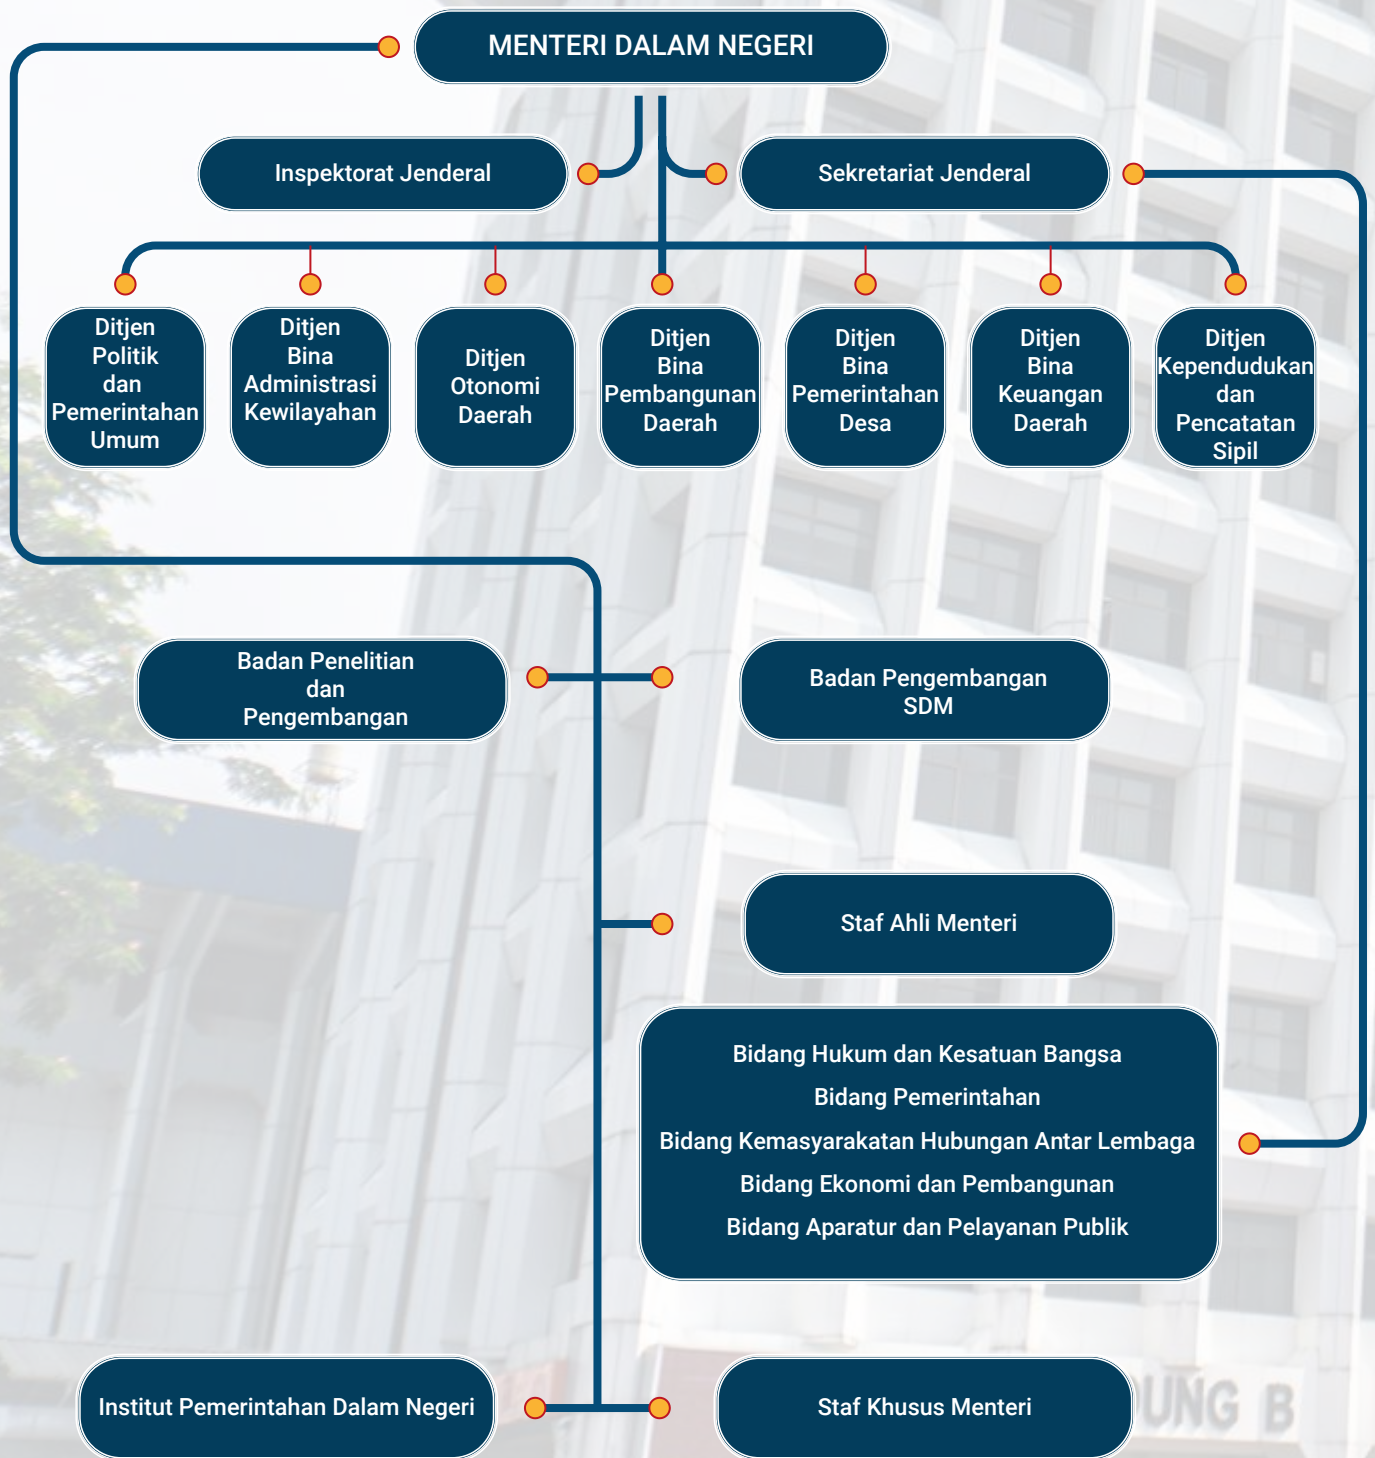 MENTERI DALAM NEGERI
Inspektorat Jenderal
Sekretariat Jenderal
Ditjen
Politik
dan
Pemerintahan
Umum
Ditjen
Bina
Administrasi
Kewilayahan
Ditjen
Otonomi
Daerah
Ditjen
Bina
Pembangunan
Daerah
Ditjen
Bina
Pemerintahan
Desa
Ditjen
Bina
Keuangan
Daerah
Ditjen
Kependudukan
dan
Pencatatan
Sipil
Badan Penelitian
dan
Pengembangan
Badan Pengembangan
SDM
Staf Ahli Menteri
Bidang Hukum dan Kesatuan Bangsa
Bidang Pemerintahan
Bidang Kemasyarakatan Hubungan Antar Lembaga
Bidang Ekonomi dan Pembangunan
Bidang Aparatur dan Pelayanan Publik
Institut Pemerintahan Dalam Negeri
Staf Khusus Menteri
DUNG B